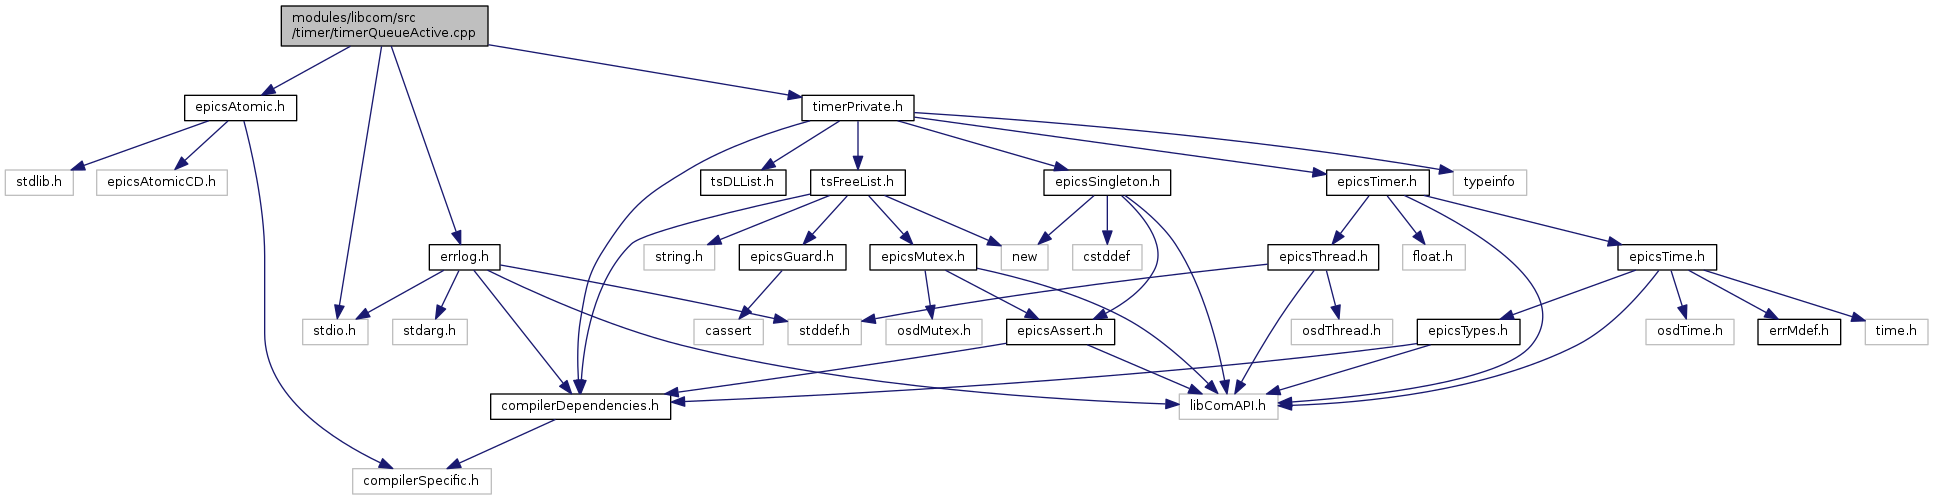 modules/libcom/src
/timer/timerQueueActive.cpp
epicsAtomic.h
timerPrivate.h
stdlib.h
epicsAtomicCD.h
tsDLList.h
tsFreeList.h
epicsSingleton.h
epicsTimer.h
typeinfo
errlog.h
string.h
epicsGuard.h
epicsMutex.h
new
cstddef
epicsThread.h
float.h
epicsTime.h
stdio.h
stdarg.h
cassert
stddef.h
osdMutex.h
epicsAssert.h
osdThread.h
epicsTypes.h
osdTime.h
errMdef.h
time.h
compilerDependencies.h
libComAPI.h
compilerSpecific.h